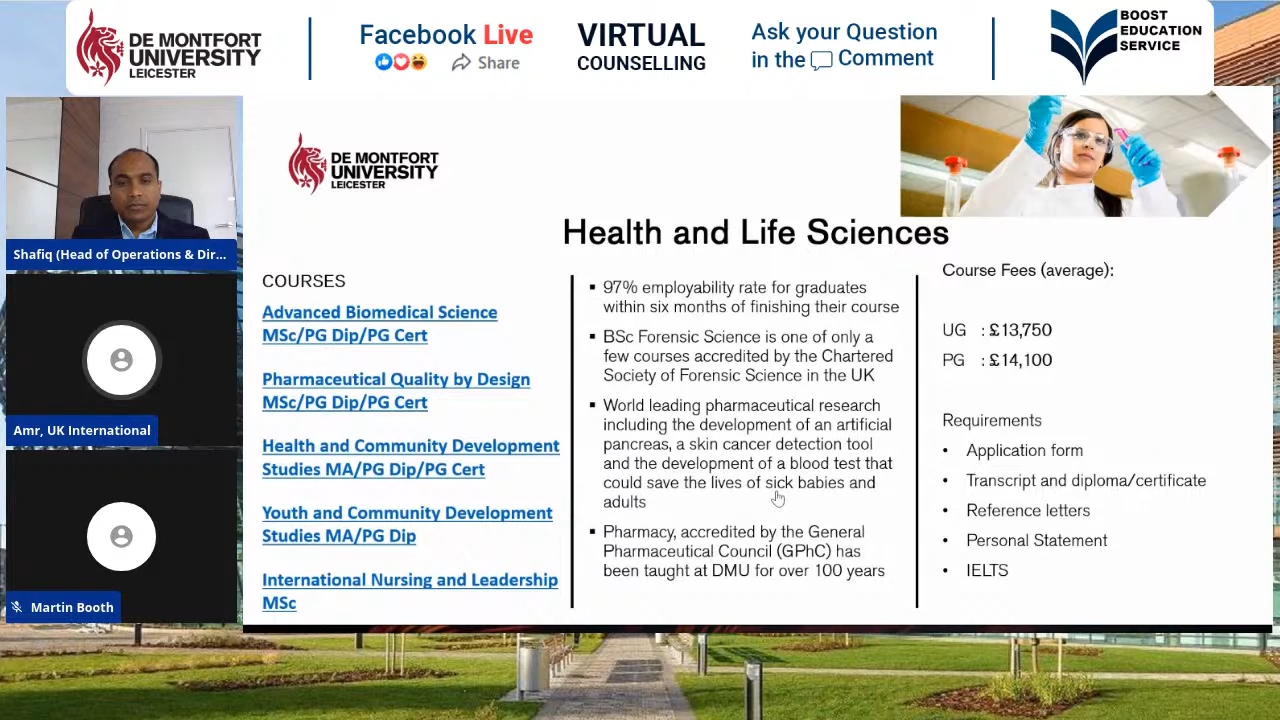 DE MONTFORT
UNIVERSITY
LEICESTER
Facebook Live
Share
VIRTUAL
COUNSELLING
Ask your Question
in the Comment
BOOST
EDUCATION
SERVICE
Shafiq (Head of Operations & Dir...
Amr, UK International
Martin Booth
DE MONTFORT
UNIVERSITY
LEICESTER
Health and Life Sciences
COURSES
Advanced Biomedical Science
MSc/PG Dip/PG Cert
Pharmaceutical Quality by Design
MSc/PG Dip/PG Cert
Health and Community Development
Studies MA/PG Dip/PG Cert
Youth and Community Development
Studies MA/PG Dip
International Nursing and Leadership
MSc
▪ 97% employability rate for graduates
within six months of finishing their course
▪ BSc Forensic Science is one of only a
few courses accredited by the Chartered
Society of Forensic Science in the UK
▪ World leading pharmaceutical research
including the development of an artificial
pancreas, a skin cancer detection tool
and the development of a blood test that
could save the lives of sick babies and
adults
▪ Pharmacy, accredited by the General
Pharmaceutical Council (GPhC) has
been taught at DMU for over 100 years
Course Fees (average):
UG : £13,750
PG : £14,100
Requirements
• Application form
• Transcript and diploma/certificate
• Reference letters
• Personal Statement
• IELTS